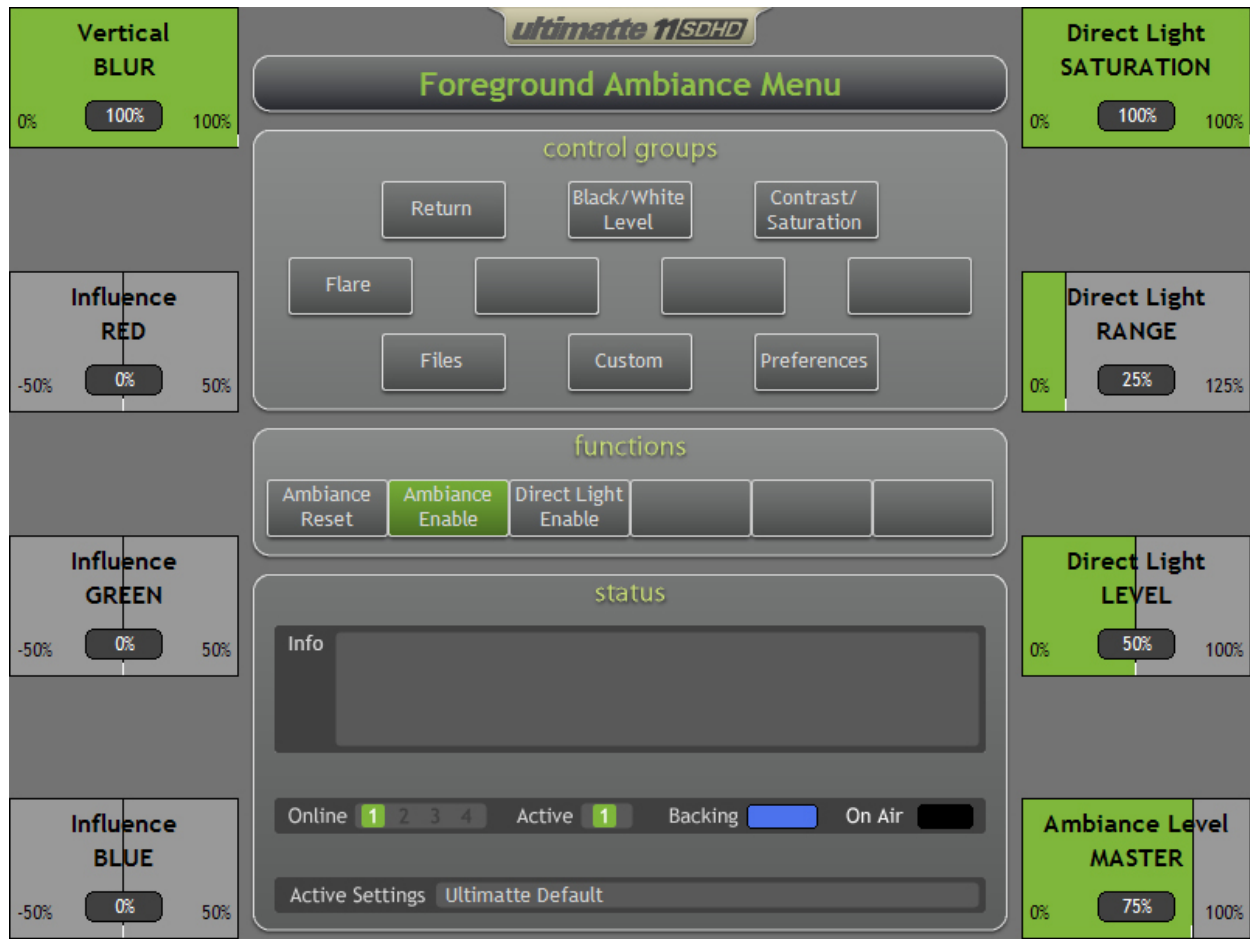 ultimatte 11 SDHD
Foreground Ambiance Menu
Vertical
BLUR
0%
100%
100%
Influence
RED
-50%
0%
50%
Influence
GREEN
-50%
0%
50%
Influence
BLUE
-50%
0%
50%
control groups
Return
Black/White
Level
Contrast/
Saturation
Flare
Files
Custom
Preferences
functions
Ambiance
Reset
Ambiance
Enable
Direct Light
Enable
status
Info
Online 1 2 3 4 Active 1 Backing On Air
Active Settings Ultimatte Default
Direct Light
SATURATION
0%
100%
100%
Direct Light
RANGE
0%
25%
125%
Direct Light
LEVEL
0%
50%
100%
Ambiance Level
MASTER
0%
75%
100%